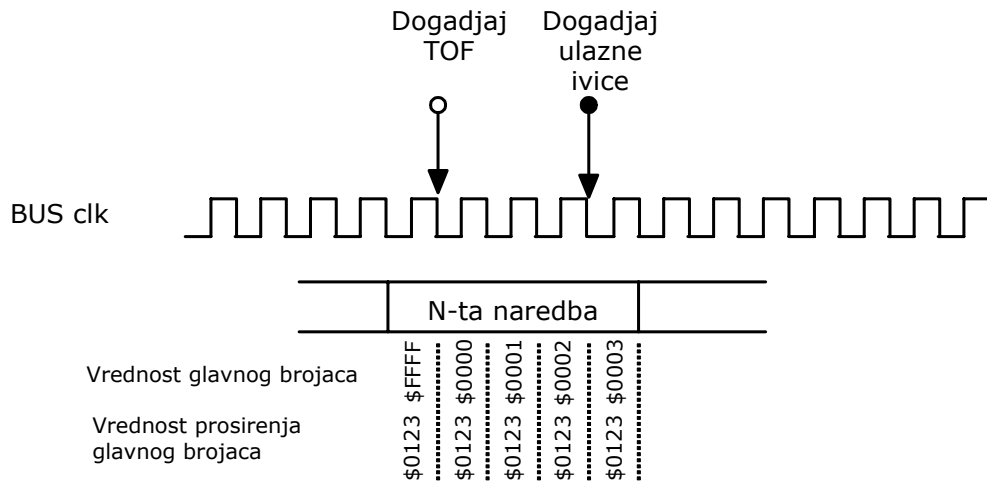 Dogadjaj
TOF
Dogadjaj
ulazne
ivice
BUS clk
N-ta naredba
Vrednost glavnog brojaca
$FFFF
$0000
$0001
$0002
$0003
Vrednost prosirenja
glavnog brojaca
$0123
$0123
$0123
$0123
$0123